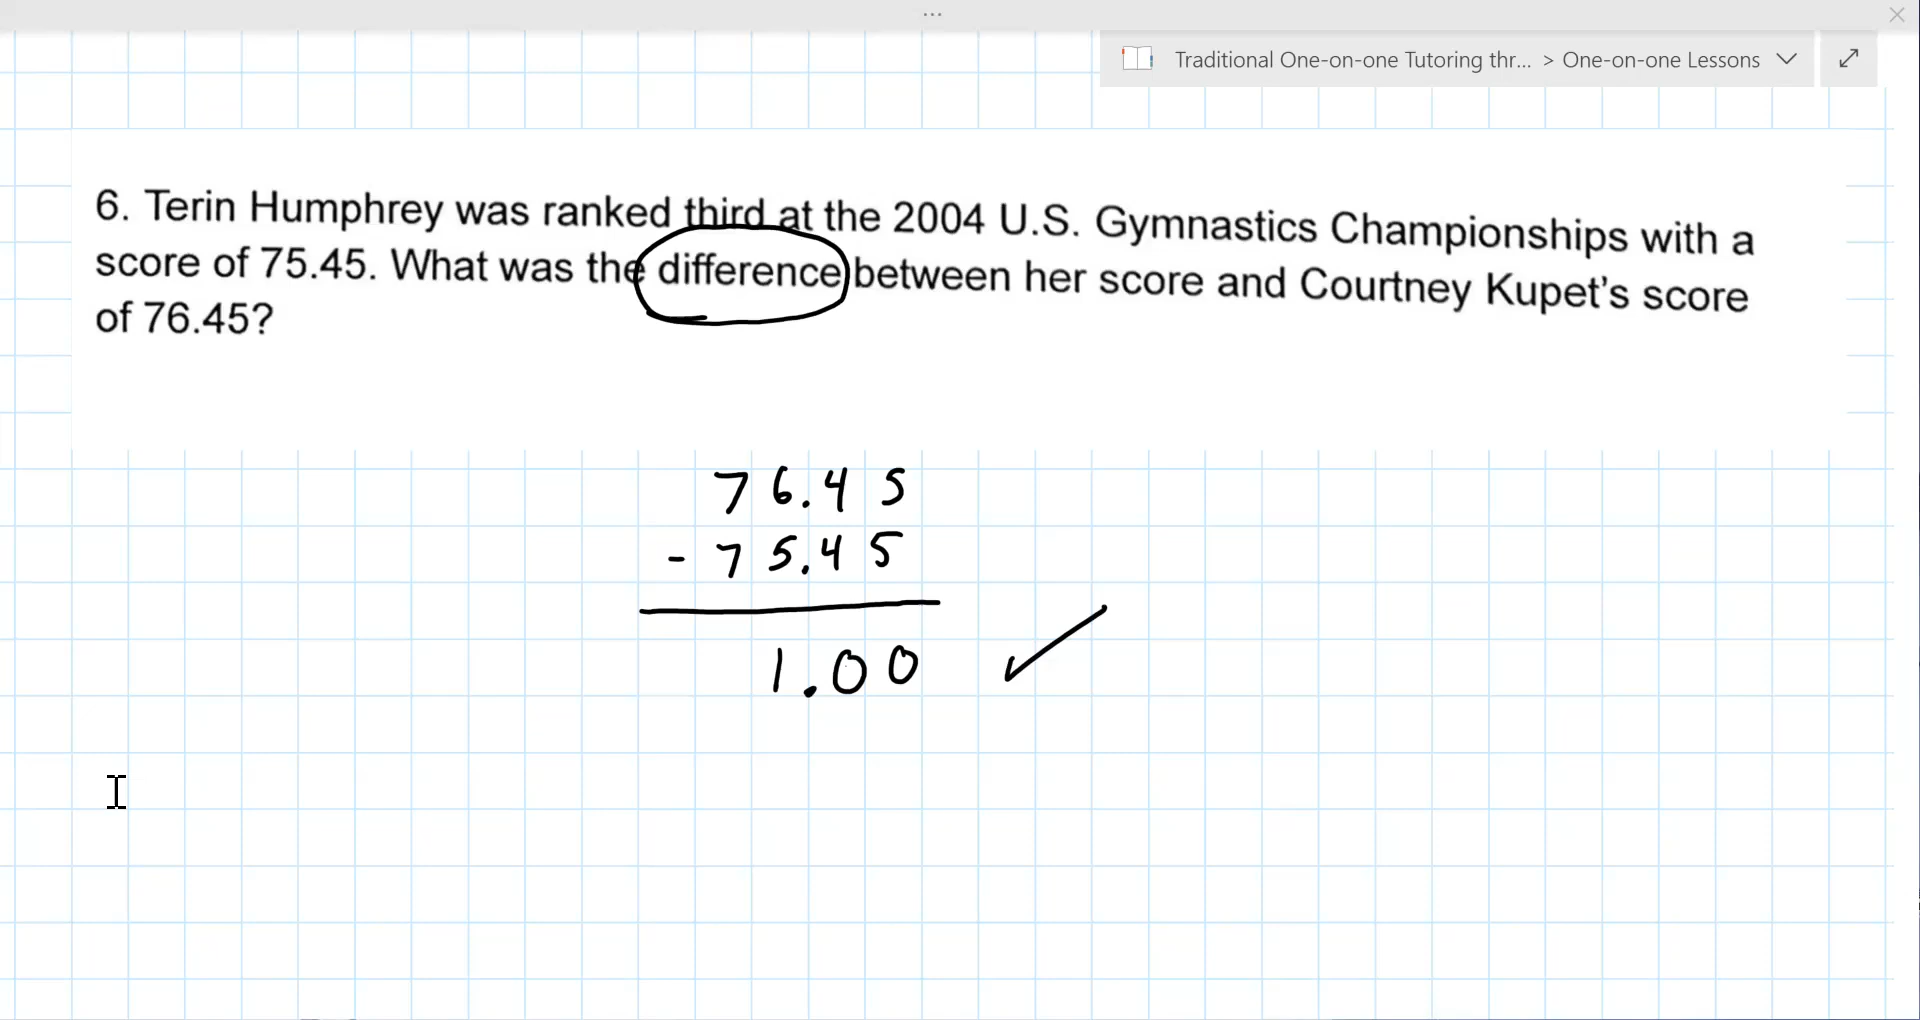 ...
Traditional One-on-one Tutoring thr... > One-on-one Lessons
6. Terin Humphrey was ranked third at the 2004 U.S. Gymnastics Championships with a
score of 75.45. What was the difference between her score and Courtney Kupet's score
of 76.45?
76.45
- 75.45
1.00